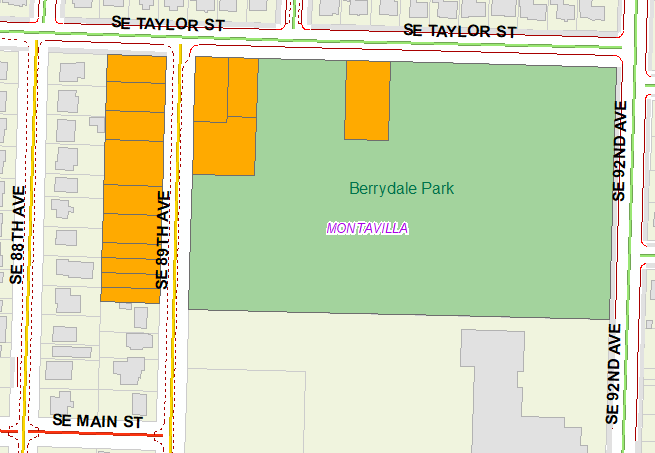 SE TAYLOR ST
SE TAYLOR ST
SE 92ND AVE
Berrydale Park
SE 88TH AVE
SE 89TH AVE
MONTAVILLA
SE 92ND AVE
SE MAIN ST